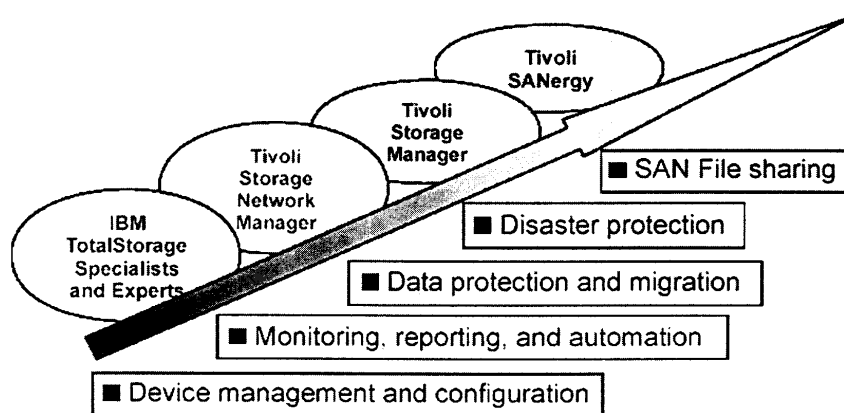 Tivoli
SANergy
Tivoli
Storage
Manager
Tivoli
Storage
Network
Manager
IBM
TotalStorage
Specialists
and Experts
■ SAN File sharing
■ Disaster protection
■ Data protection and migration
■ Monitoring, reporting, and automation
■ Device management and configuration